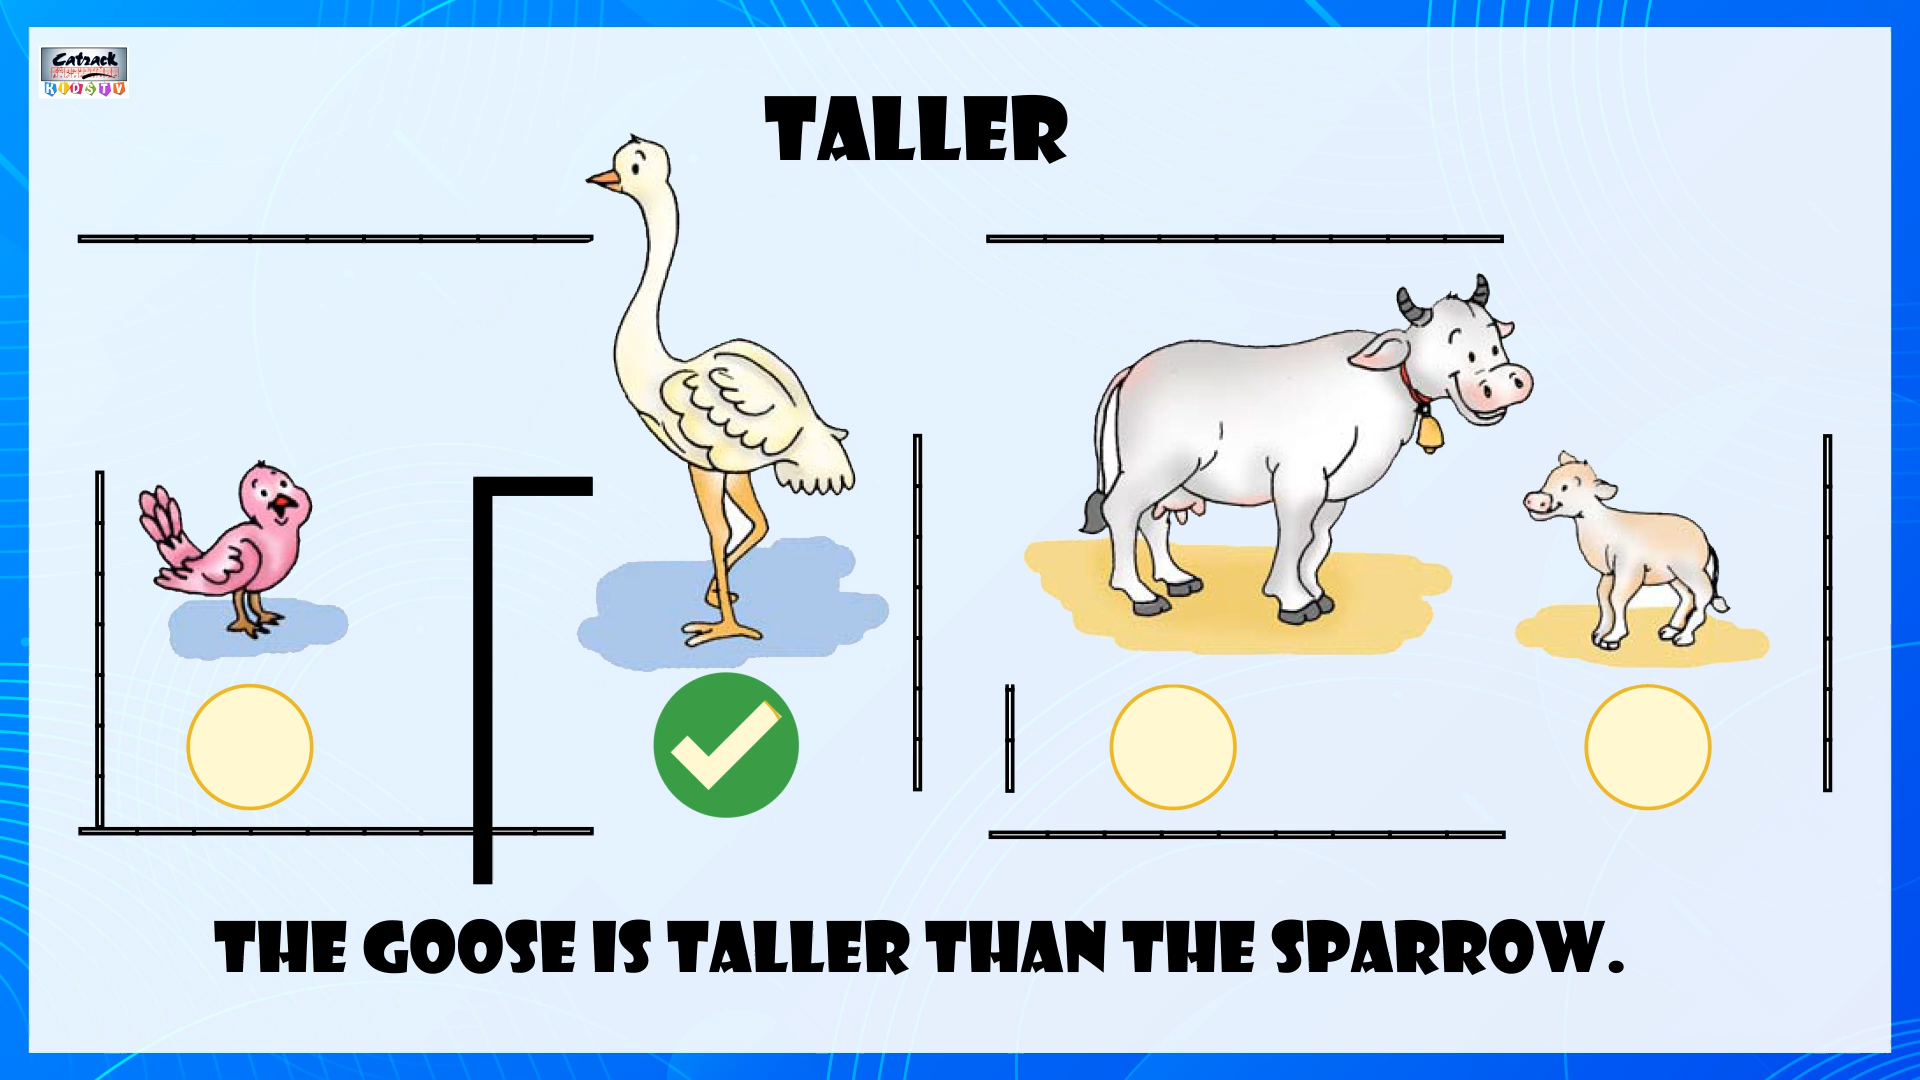 Catrack
KIDS TV
TALLER
THE GOOSE IS TALLER THAN THE SPARROW.